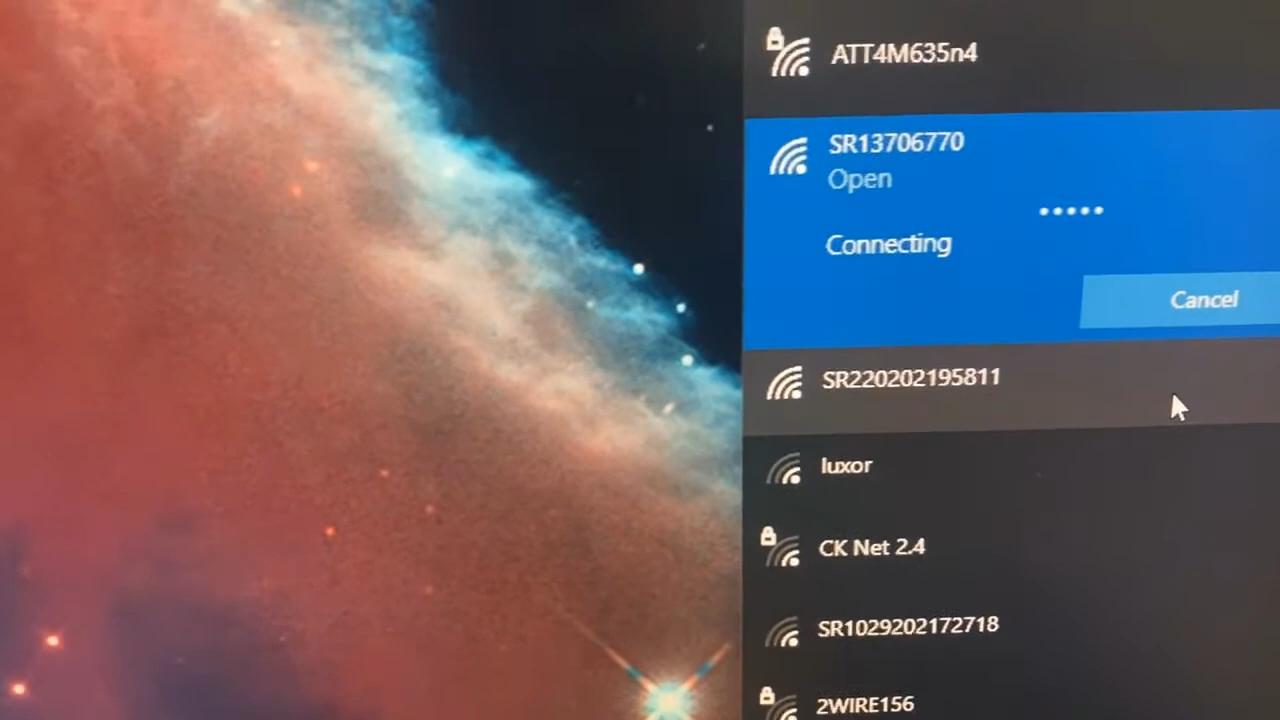 ATT4M635n4
SR13706770
Open
Connecting
Cancel
SR220202195811
luxor
CK Net 2.4
SR1029202172718
2WIRE156